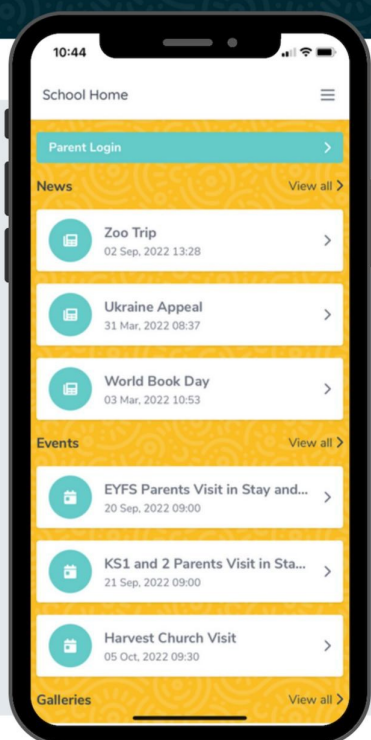 10:44
School Home
Parent Login
News View all
Zoo Trip
02 Sep, 2022 13:28
Ukraine Appeal
31 Mar, 2022 08:37
World Book Day
03 Mar, 2022 10:53
Events View all
EYFS Parents Visit in Stay and...
20 Sep, 2022 09:00
KS1 and 2 Parents Visit in Sta...
21 Sep, 2022 09:00
Harvest Church Visit
05 Oct, 2022 09:30
Galleries View all